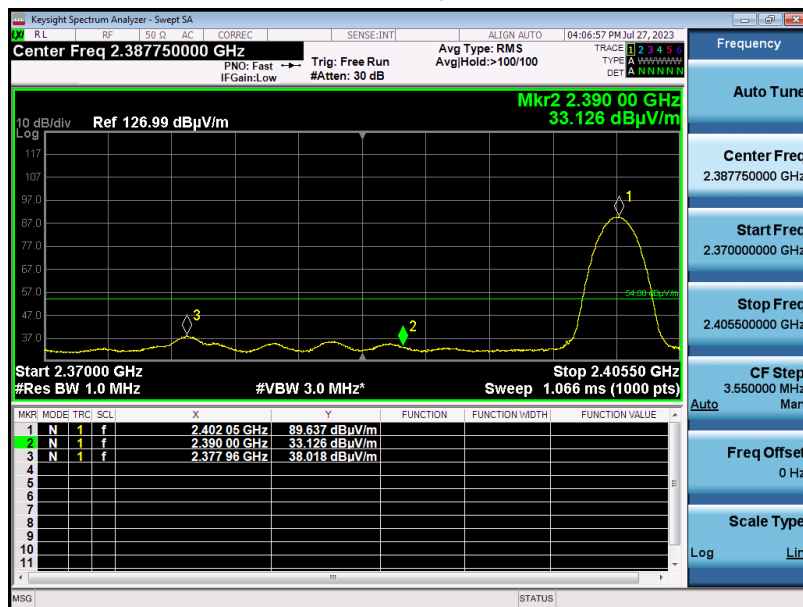 Keysight Spectrum Analyzer - Swept SA
LXI RL RF 50 Ω AC CORREC SENSE:INT ALIGN AUTO 04:06:57 PM Jul 27, 2023
Center Freq 2.387750000 GHz
PNO: Fast
IFGain:Low
Trig: Free Run
#Atten: 30 dB
Avg Type: RMS
Avg|Hold:>100/100
TRACE 1 2 3 4 5 6
TYPE A WWWWW
DET A N N N N N
Mkr2 2.390 00 GHz
33.126 dBµV/m
10 dB/div Ref 126.99 dBµV/m
Log
117
107
97.0
87.0
77.0
67.0
57.0
47.0
37.0
1
2
3
54.00 dBµV/m
Start 2.37000 GHz Stop 2.40550 GHz
#Res BW 1.0 MHz #VBW 3.0 MHz* Sweep 1.066 ms (1000 pts)
MKR MODE TRC SCL X Y FUNCTION FUNCTION WIDTH FUNCTION VALUE
1 N 1 f 2.402 05 GHz 89.637 dBµV/m
2 N 1 f 2.390 00 GHz 33.126 dBµV/m
3 N 1 f 2.377 96 GHz 38.018 dBµV/m
4
5
6
7
8
9
10
11
MSG STATUS
Frequency
Auto Tune
Center Freq
2.387750000 GHz
Start Freq
2.370000000 GHz
Stop Freq
2.405500000 GHz
CF Step
3.550000 MHz
Auto Man
Freq Offset
0 Hz
Scale Type
Log Lin